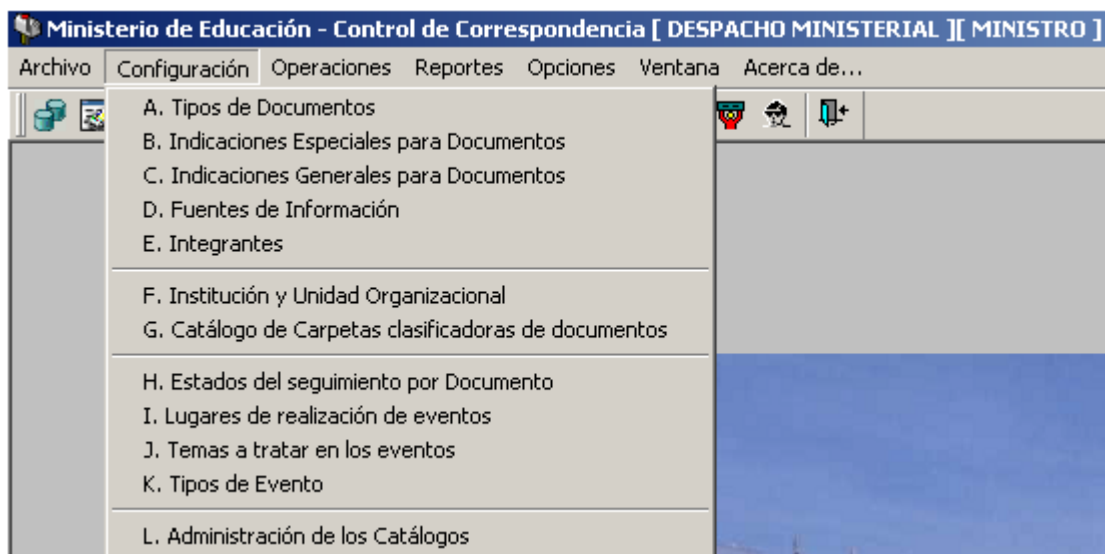 Ministerio de Educación - Control de Correspondencia [ DESPACHO MINISTERIAL ][ MINISTRO ]
Archivo Configuración Operaciones Reportes Opciones Ventana Acerca de...
A. Tipos de Documentos
B. Indicaciones Especiales para Documentos
C. Indicaciones Generales para Documentos
D. Fuentes de Información
E. Integrantes
F. Institución y Unidad Organizacional
G. Catálogo de Carpetas clasificadoras de documentos
H. Estados del seguimiento por Documento
I. Lugares de realización de eventos
J. Temas a tratar en los eventos
K. Tipos de Evento
L. Administración de los Catálogos